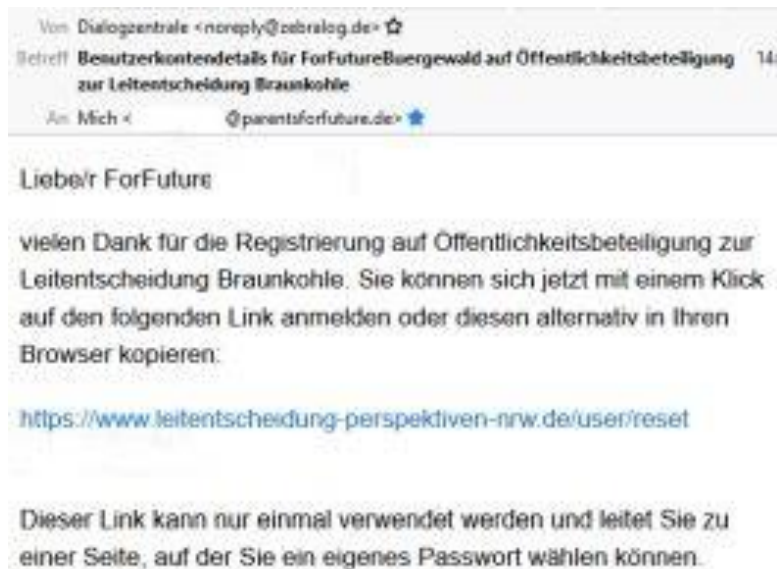 Von Dialogzentrale <noreply@zebralog.de>
Betreff Benutzerkontendetails für ForFutureBuergewald auf Öffentlichkeitsbeteiligung 14:
zur Leitentscheidung Braunkohle
An Mich < @parentsforfuture.de>
Liebe/r ForFuture
vielen Dank für die Registrierung auf Öffentlichkeitsbeteiligung zur
Leitentscheidung Braunkohle. Sie können sich jetzt mit einem Klick
auf den folgenden Link anmelden oder diesen alternativ in Ihren
Browser kopieren:
https://www.leitentscheidung-perspektiven-nrw.de/user/reset
Dieser Link kann nur einmal verwendet werden und leitet Sie zu
einer Seite, auf der Sie ein eigenes Passwort wählen können.